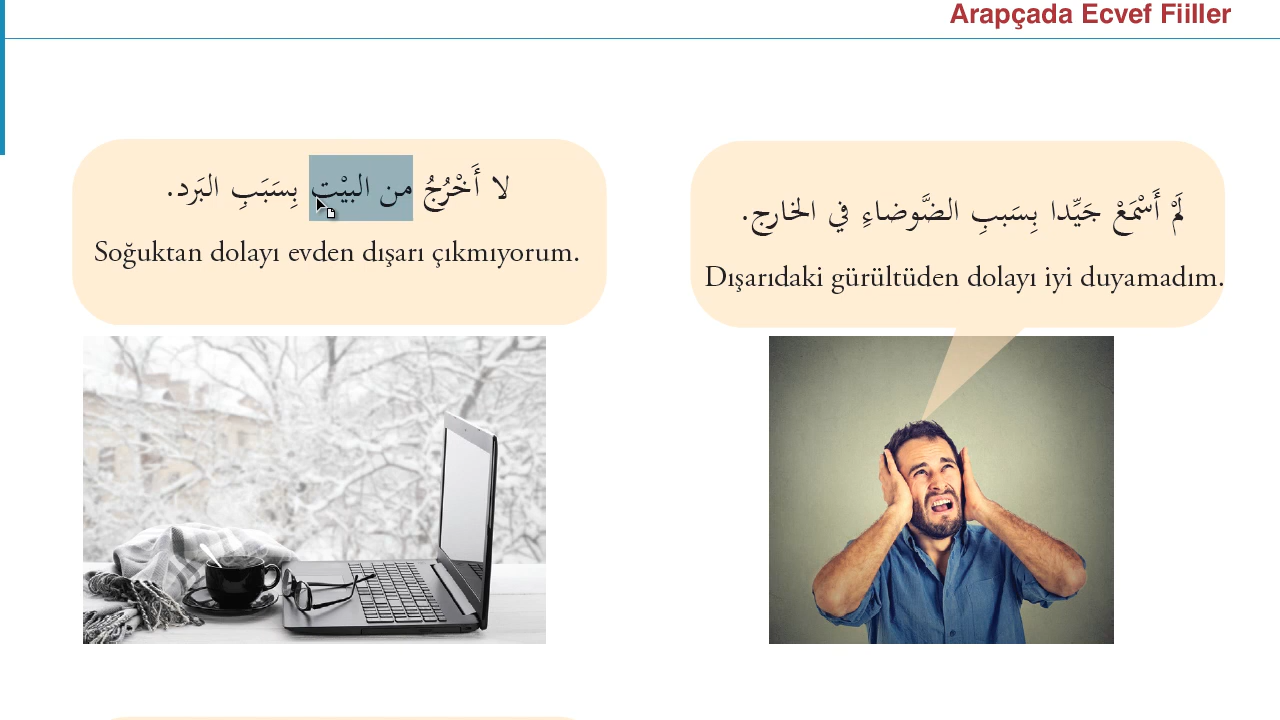 Arapçada Ecvef Fiiller
لا أَخْرُجُ من البيْتِ بِسَبَبِ البَرَد.
Soğuktan dolayı evden dışarı çıkmıyorum.
لَمْ أَسْمَعْ جَيِّدا بِسَببِ الضَّوضاءِ في الخارج.
Dışarıdaki gürültüden dolayı iyi duyamadım.